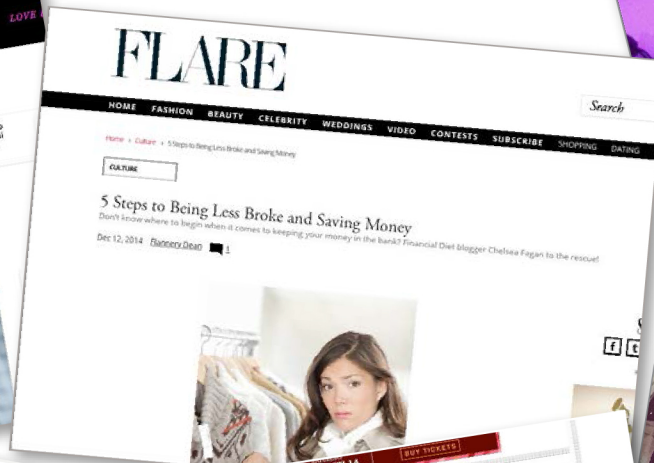 LOVE
FLARE
Search
HOME FASHION BEAUTY CELEBRITY WEDDINGS VIDEO CONTESTS SUBSCRIBE SHOPPING DATING
Home › Culture › 5 Steps to Being Less Broke and Saving Money
CULTURE
5 Steps to Being Less Broke and Saving Money
Don't know where to begin when it comes to keeping your money in the bank? Financial Diet blogger Chelsea Fagan to the rescue!
Dec 12, 2014 Flannery Dean 1
f t
BUY TICKETS